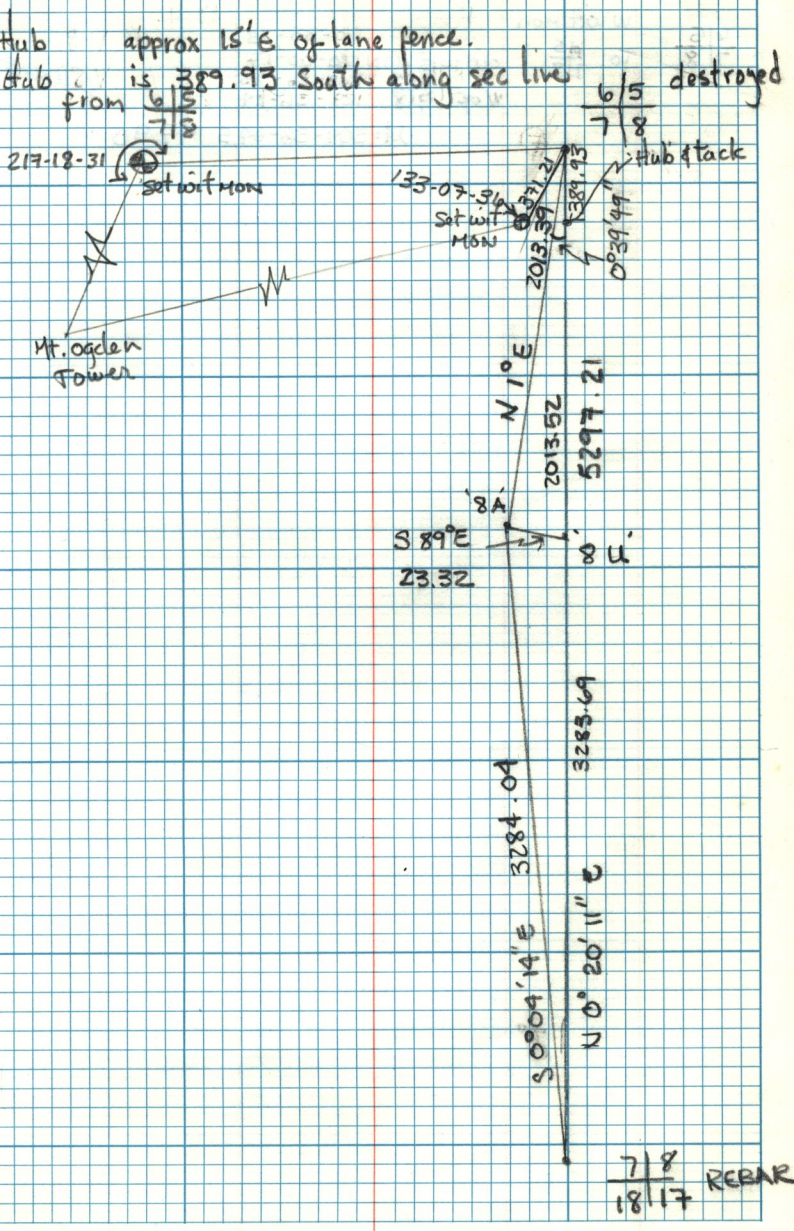 Hub approx 15'E of lane fence.
Hub is 389.93 South along sec line
from 6 5
7 8
6 5 destroyed
7 8
217-18-31
Set wit MON
133-07-36
371.21
389.93
Hub & tack
Set wit
MON
2013.39
0°39'49"
Mt. Ogden
Tower
N 1° E
2013.52
5297.21
'8A'
S 89°E
23.32
'8 U'
3283.69
3284.04
S 0°04'14" E
N 0° 20' 11" E
7 8
18 17
REBAR